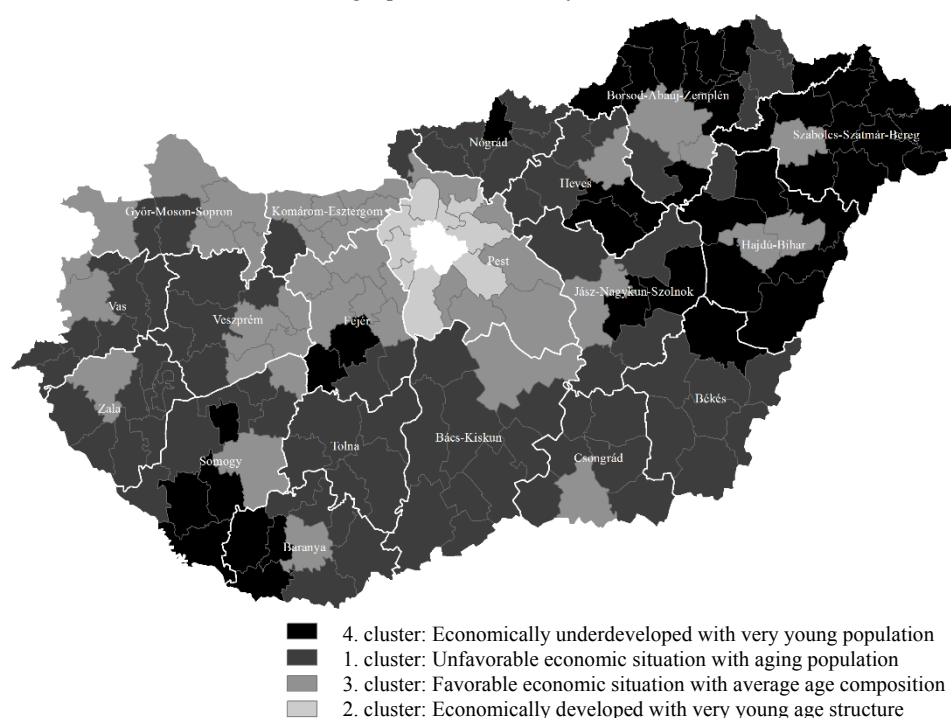 Borsod-Abaúj-Zemplén
Szabolcs-Szatmár-Bereg
Nógrád
Heves
Győr-Moson-Sopron
Komárom-Esztergom
Hajdú-Bihar
Pest
Jász-Nagykun-Szolnok
Vas
Veszprém
Fejér
Zala
Békés
Tolna
Bács-Kiskun
Somogy
Csongrád
Baranya
4. cluster: Economically underdeveloped with very young population
1. cluster: Unfavorable economic situation with aging population
3. cluster: Favorable economic situation with average age composition
2. cluster: Economically developed with very young age structure